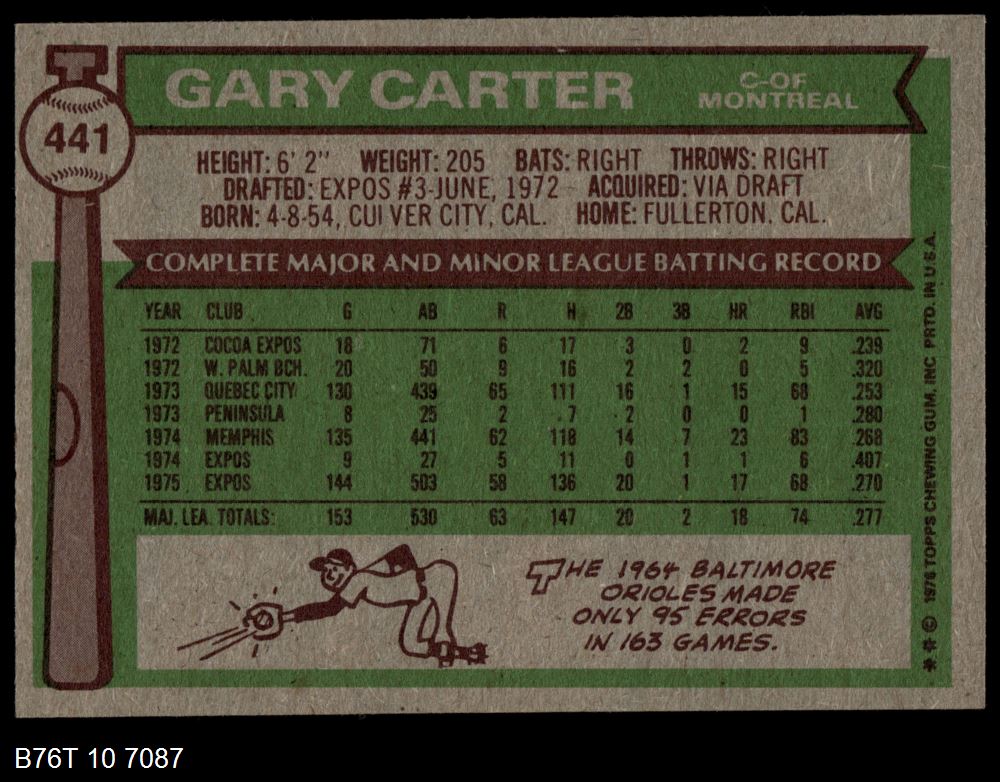 T
GARY CARTER
C-OF
MONTREAL
441
HEIGHT: 6' 2" WEIGHT: 205 BATS: RIGHT THROWS: RIGHT
DRAFTED: EXPOS #3-JUNE, 1972 ACQUIRED: VIA DRAFT
BORN: 4-8-54, CULVER CITY, CAL. HOME: FULLERTON, CAL.
COMPLETE MAJOR AND MINOR LEAGUE BATTING RECORD
YEAR CLUB G AB R H 2B 3B HR RBI AVG
1972 COCOA EXPOS 18 71 6 17 3 0 2 9 .239
1972 W. PALM BCH. 20 50 9 16 2 2 0 5 .320
1973 QUEBEC CITY 130 439 65 111 16 1 15 68 .253
1973 PENINSULA 8 25 2 7 2 0 0 1 .280
1974 MEMPHIS 135 441 62 118 14 7 23 83 .268
1974 EXPOS 9 27 5 11 0 1 1 6 .407
1975 EXPOS 144 503 58 136 20 1 17 68 .270
MAJ. LEA. TOTALS: 153 530 63 147 20 2 18 74 .277
THE 1964 BALTIMORE
ORIOLES MADE
ONLY 95 ERRORS
IN 163 GAMES.
** © 1976 TOPPS CHEWING GUM, INC. PRTD. IN U.S.A.
B76T 10 7087